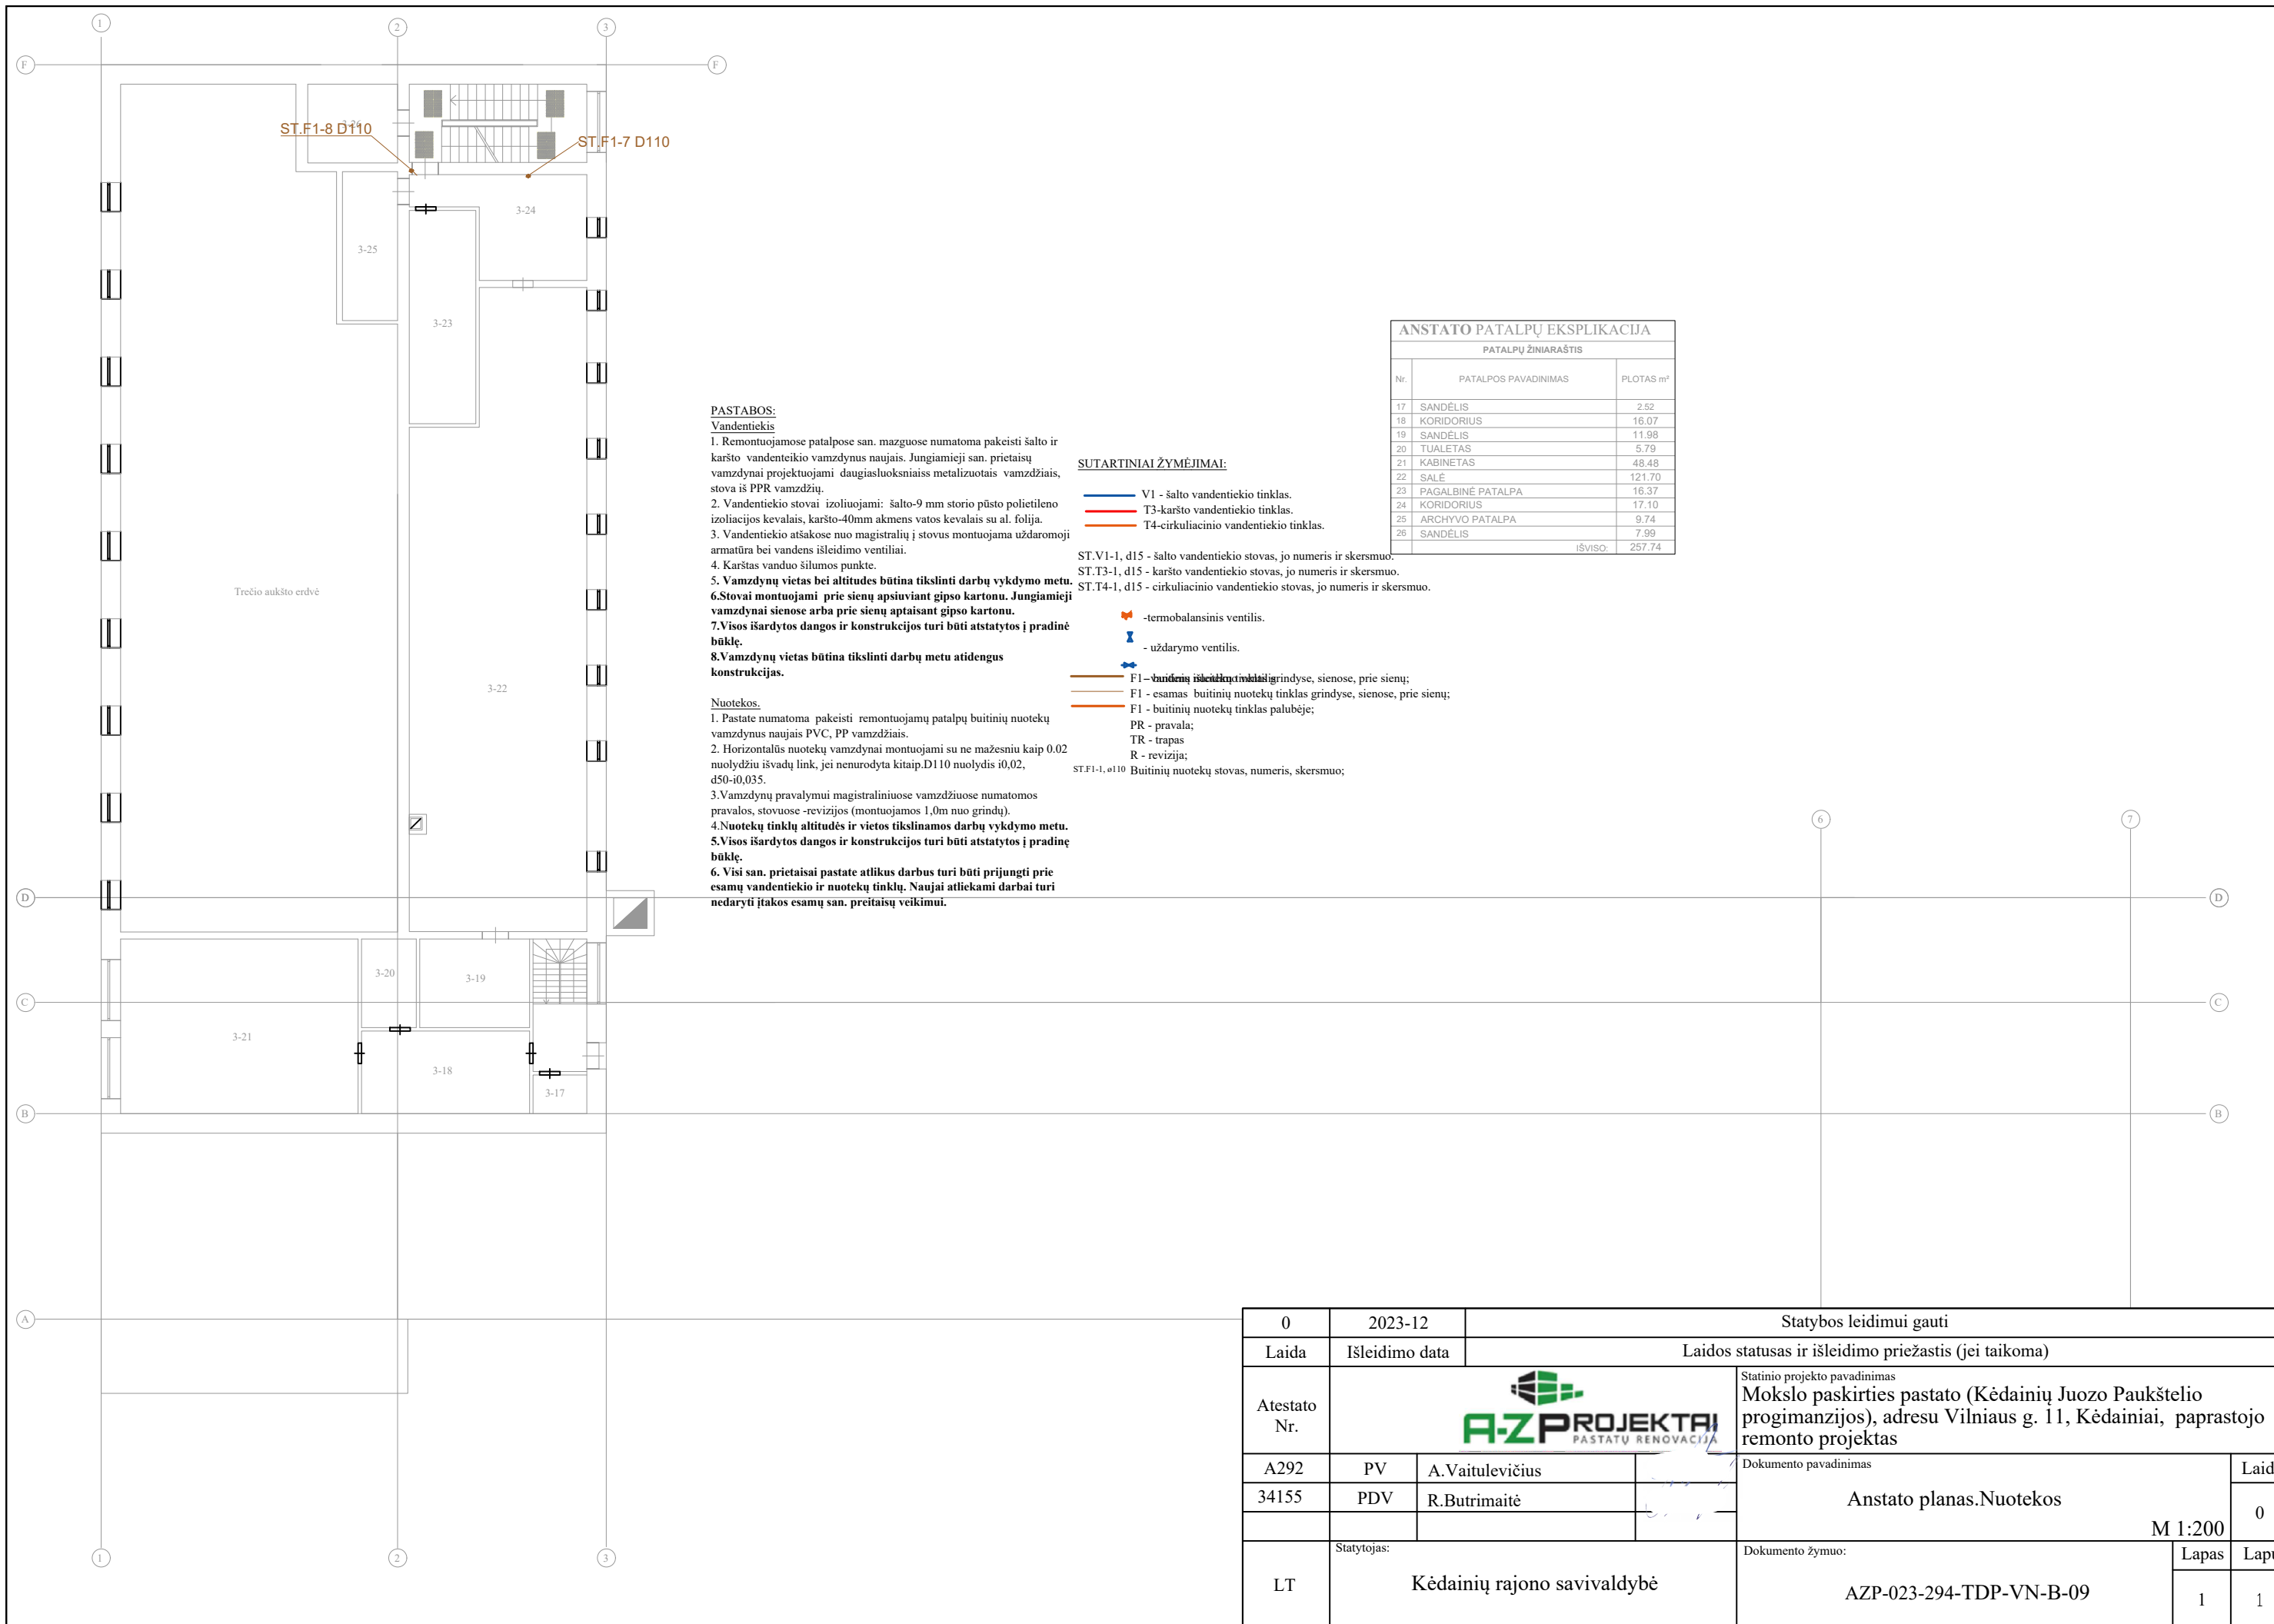 1
2
3
F
F
3-26
ST.F1-8 D110
ST.F1-7 D110
3-24
3-25
3-23
Trečio aukšto erdvė
3-22
3-20
3-19
3-21
3-18
3-17
D
D
C
C
B
B
A
6
7
1
2
3
PASTABOS:
Vandentiekis
1. Remontuojamose patalpose san. mazguose numatoma pakeisti šalto ir
karšto vandenteikio vamzdynus naujais. Jungiamieji san. prietaisų
vamzdynai projektuojami daugiasluoksniaiss metalizuotais vamzdžiais,
stova iš PPR vamzdžių.
2. Vandentiekio stovai izoliuojami: šalto-9 mm storio pūsto polietileno
izoliacijos kevalais, karšto-40mm akmens vatos kevalais su al. folija.
3. Vandentiekio atšakose nuo magistralių į stovus montuojama uždaromoji
armatūra bei vandens išleidimo ventiliai.
4. Karštas vanduo šilumos punkte.
5. Vamzdynų vietas bei altitudes būtina tikslinti darbų vykdymo metu.
6.Stovai montuojami prie sienų apsiuviant gipso kartonu. Jungiamieji
vamzdynai sienose arba prie sienų aptaisant gipso kartonu.
7.Visos išardytos dangos ir konstrukcijos turi būti atstatytos į pradinė
būklę.
8.Vamzdynų vietas būtina tikslinti darbų metu atidengus
konstrukcijas.
Nuotekos.
1. Pastate numatoma pakeisti remontuojamų patalpų buitinių nuotekų
vamzdynus naujais PVC, PP vamzdžiais.
2. Horizontalūs nuotekų vamzdynai montuojami su ne mažesniu kaip 0.02
nuolydžiu išvadų link, jei nenurodyta kitaip.D110 nuolydis i0,02,
d50-i0,035.
3.Vamzdynų pravalymui magistraliniuose vamzdžiuose numatomos
pravalos, stovuose -revizijos (montuojamos 1,0m nuo grindų).
4.Nuotekų tinklų altitudės ir vietos tikslinamos darbų vykdymo metu.
5.Visos išardytos dangos ir konstrukcijos turi būti atstatytos į pradinę
būklę.
6. Visi san. prietaisai pastate atlikus darbus turi būti prijungti prie
esamų vandentiekio ir nuotekų tinklų. Naujai atliekami darbai turi
nedaryti įtakos esamų san. preitaisų veikimui.
SUTARTINIAI ŽYMĖJIMAI:
V1 - šalto vandentiekio tinklas.
T3-karšto vandentiekio tinklas.
T4-cirkuliacinio vandentiekio tinklas.
ST.V1-1, d15 - šalto vandentiekio stovas, jo numeris ir skersmuo.
ST.T3-1, d15 - karšto vandentiekio stovas, jo numeris ir skersmuo.
ST.T4-1, d15 - cirkuliacinio vandentiekio stovas, jo numeris ir skersmuo.
-termobalansinis ventilis.
- uždarymo ventilis.
F1 - grindyse, sienose, prie sienų;
F1 - esamas buitinių nuotekų tinklas grindyse, sienose, prie sienų;
F1 - buitinių nuotekų tinklas palubėje;
PR - pravala;
TR - trapas
R - revizija;
ST.F1-1, ø110 Buitinių nuotekų stovas, numeris, skersmuo;
ANSTATO PATALPŲ EKSPLIKACIJA
PATALPŲ ŽINIARAŠTIS
Nr. PATALPOS PAVADINIMAS PLOTAS m²
17 SANDĖLIS 2.52
18 KORIDORIUS 16.07
19 SANDĖLIS 11.98
20 TUALETAS 5.79
21 KABINETAS 48.48
22 SALĖ 121.70
23 PAGALBINĖ PATALPA 16.37
24 KORIDORIUS 17.10
25 ARCHYVO PATALPA 9.74
26 SANDĖLIS 7.99
IŠVISO: 257.74
0 2023-12 Statybos leidimui gauti
Laida Išleidimo data Laidos statusas ir išleidimo priežastis (jei taikoma)
Atestato
Nr.
A-Z PROJEKTAI
PASTATŲ RENOVACIJA
Statinio projekto pavadinimas
Mokslo paskirties pastato (Kėdainių Juozo Paukštelio
progimanzijos), adresu Vilniaus g. 11, Kėdainiai, paprastojo
remonto projektas
A292 PV A.Vaitulevičius
34155 PDV R.Butrimaitė
Dokumento pavadinimas
Anstato planas.Nuotekos
M 1:200
Laid
0
LT
Statytojas:
Kėdainių rajono savivaldybė
Dokumento žymuo:
AZP-023-294-TDP-VN-B-09
Lapas
1
Lapų
1